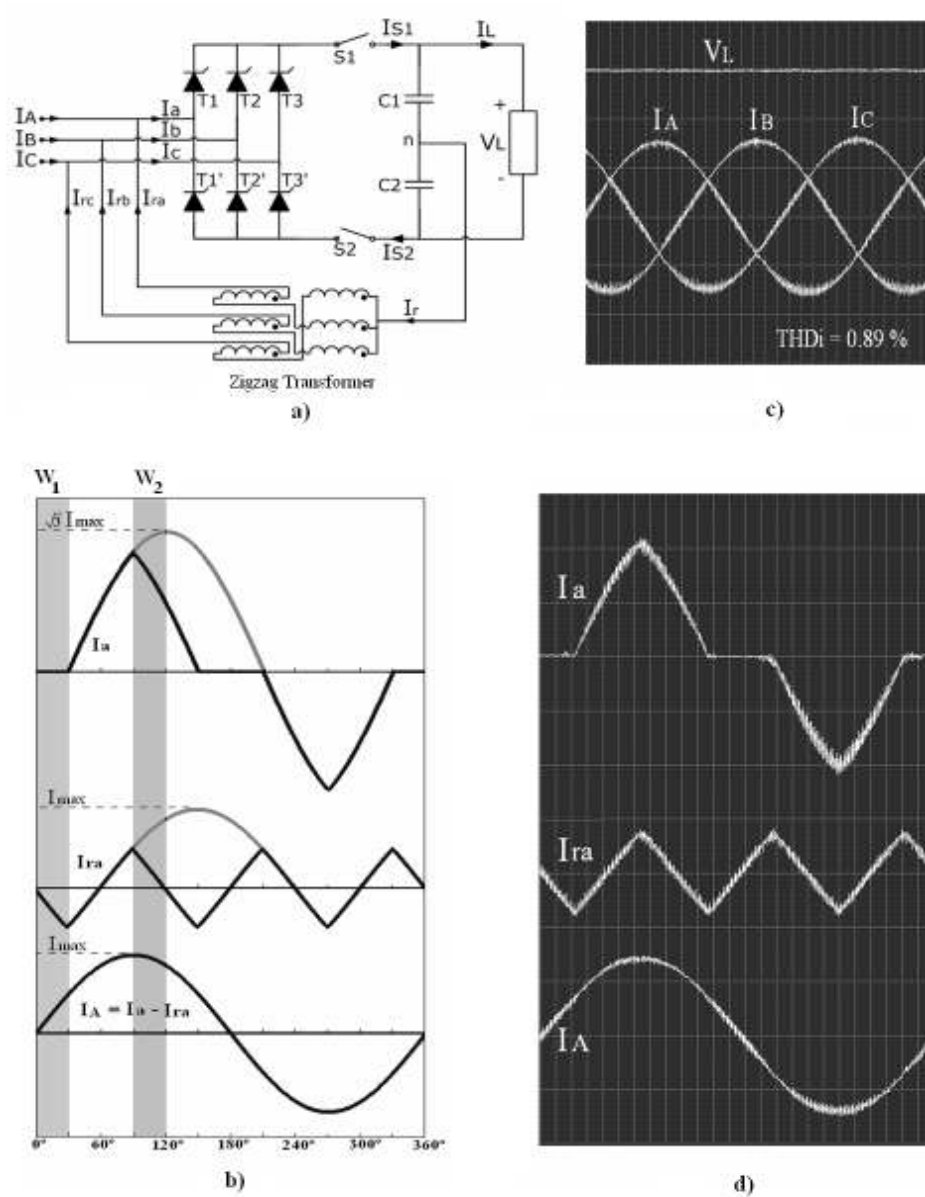 IS1
IL
S1
T1
T2
T3
C1
+
VL
-
IA
IB
IC
Ia
Ib
Ic
n
T1'
T2'
T3'
C2
Irc
Irb
Ira
S2
IS2
Ir
Zigzag Transformer
a)
VL
IA
IB
IC
THDi = 0.89 %
c)
W1
W2
Imax
Ia
Imax
Ira
Imax
IA = Ia - Ira
0° 60° 120° 180° 240° 300° 360°
b)
Ia
Ira
IA
d)